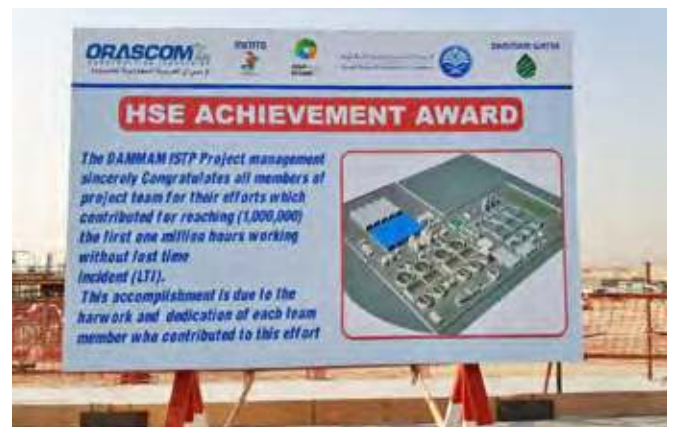 ORASCOM
DAMMAM WATER
HSE ACHIEVEMENT AWARD
The DAMMAM ISTP Project management
sincerely Congratulates all members of
project team for their efforts which
contributed for reaching (1,000,000)
the first one million hours working
without lost time
Incident (LTI).
This accomplishment is due to the
harwork and dedication of each team
member who contributed to this effort